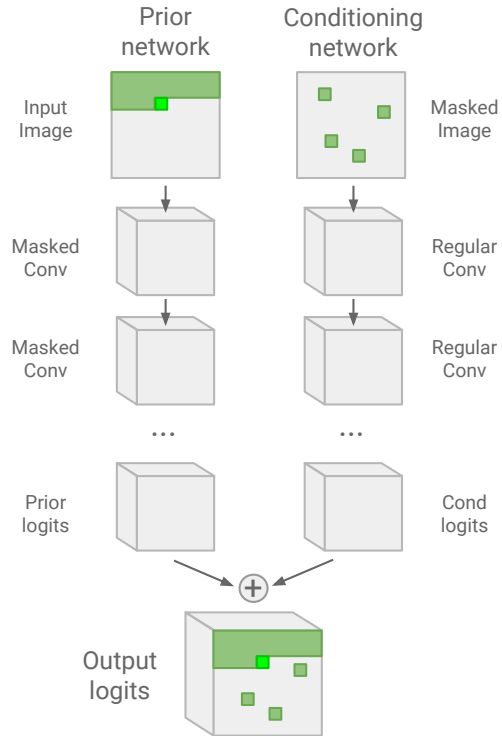 Prior
network
Conditioning
network
Input
Image
Masked
Image
Masked
Conv
Regular
Conv
Masked
Conv
Regular
Conv
...
...
Prior
logits
Cond
logits
+
Output
logits